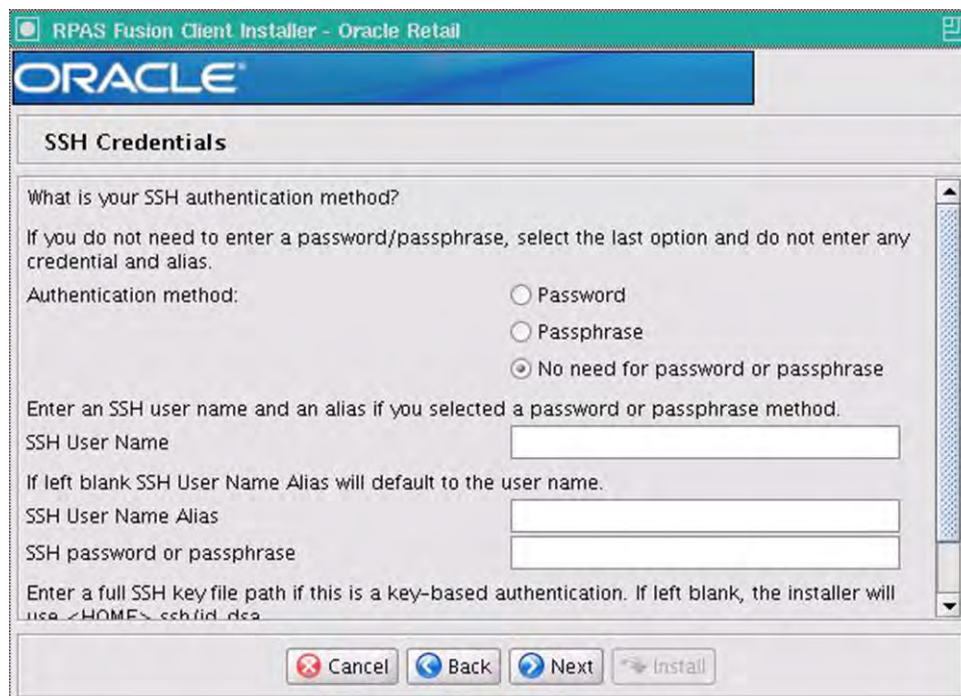 RPAS Fusion Client Installer - Oracle Retail
ORACLE®
SSH Credentials
What is your SSH authentication method?
If you do not need to enter a password/passphrase, select the last option and do not enter any
credential and alias.
Authentication method:
Password
Passphrase
No need for password or passphrase
Enter an SSH user name and an alias if you selected a password or passphrase method.
SSH User Name
If left blank SSH User Name Alias will default to the user name.
SSH User Name Alias
SSH password or passphrase
Enter a full SSH key file path if this is a key-based authentication. If left blank, the installer will
use <HOME>.ssh/id_dsa
Cancel
Back
Next
Install